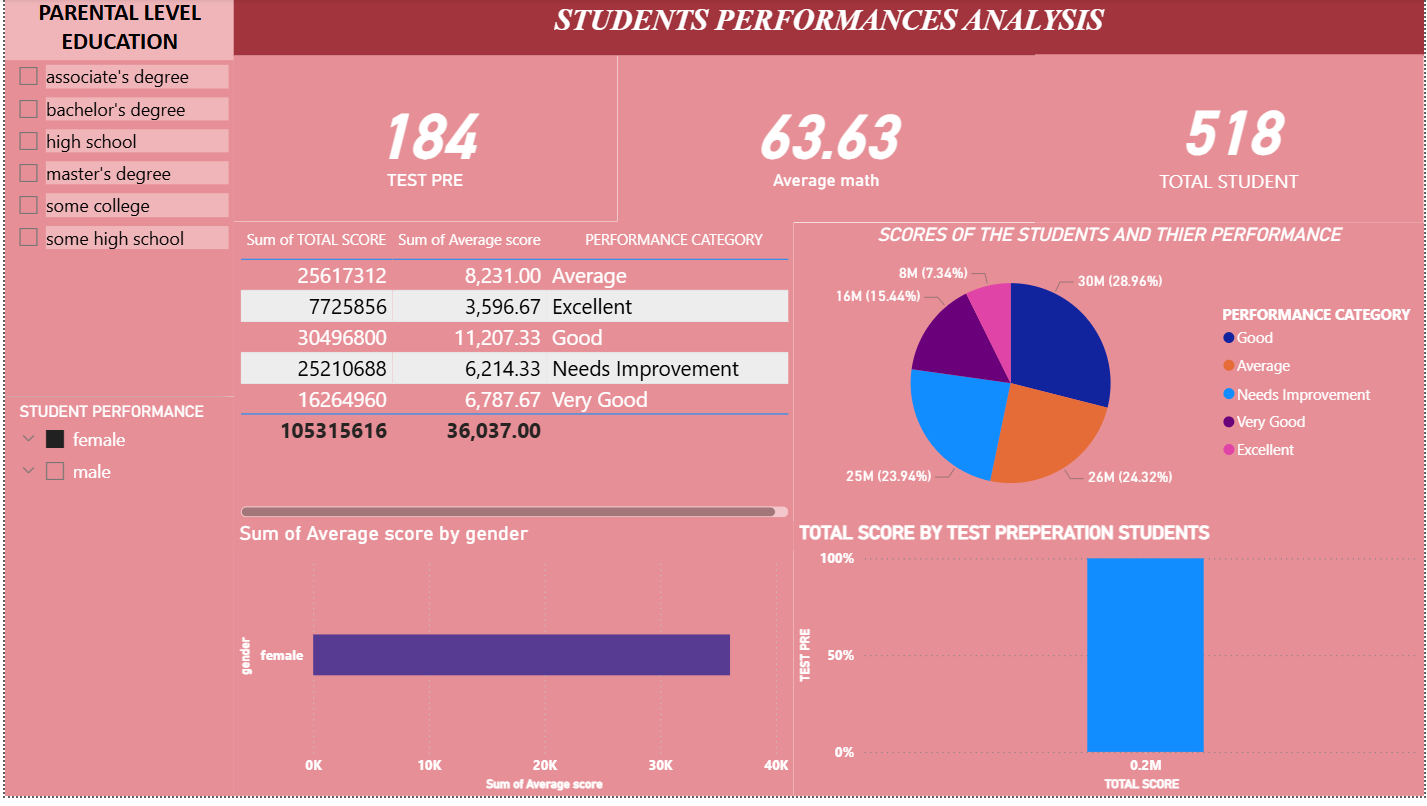 PARENTAL LEVEL
EDUCATION
associate's degree
bachelor's degree
high school
master's degree
some college
some high school
STUDENT PERFORMANCE
female
male
STUDENTS PERFORMANCES ANALYSIS
184
TEST PRE
63.63
Average math
518
TOTAL STUDENT
Sum of TOTAL SCORE Sum of Average score PERFORMANCE CATEGORY
25617312 8,231.00 Average
7725856 3,596.67 Excellent
30496800 11,207.33 Good
25210688 6,214.33 Needs Improvement
16264960 6,787.67 Very Good
105315616 36,037.00
SCORES OF THE STUDENTS AND THIER PERFORMANCE
8M (7.34%)
30M (28.96%)
16M (15.44%)
25M (23.94%)
26M (24.32%)
PERFORMANCE CATEGORY
Good
Average
Needs Improvement
Very Good
Excellent
Sum of Average score by gender
gender
female
0K 10K 20K 30K 40K
Sum of Average score
TOTAL SCORE BY TEST PREPERATION STUDENTS
100%
50%
0%
TEST PRE
0.2M
TOTAL SCORE